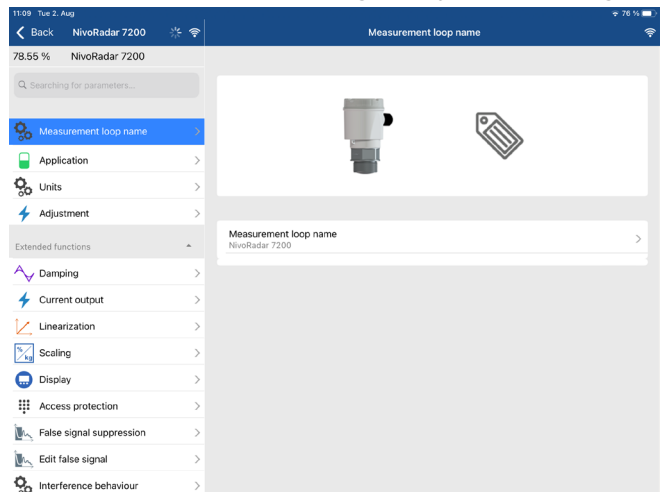 11:09 Tue 2. Aug
76 %
Back NivoRadar 7200
Measurement loop name
78.55 % NivoRadar 7200
Searching for parameters...
Measurement loop name
Application
Units
Adjustment
Extended functions
Damping
Current output
Linearization
% kg Scaling
Display
Access protection
False signal suppression
Edit false signal
Interference behaviour
Measurement loop name
NivoRadar 7200